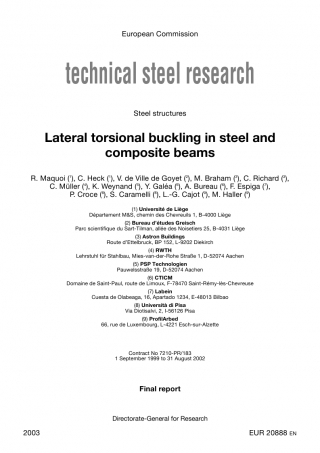 European Commission
technical steel research
Steel structures
Lateral torsional buckling in steel and
composite beams
R. Maquoi (¹), C. Heck (¹), V. de Ville de Goyet (²), M. Braham (³), C. Richard (³),
C. Müller (⁴), K. Weynand (⁵), Y. Galéa (⁶), A. Bureau (⁶), F. Espiga (⁷),
P. Croce (⁸), S. Caramelli (⁸), L.-G. Cajot (⁹), M. Haller (⁹)
(1) Université de Liège
Département M&S, chemin des Chevreuils 1, B-4000 Liège
(2) Bureau d'études Greisch
Parc scientifique du Sart-Tilman, allée des Noisetiers 25, B-4031 Liège
(3) Astron Buildings
Route d'Ettelbruck, BP 152, L-9202 Diekirch
(4) RWTH
Lehrstuhl für Stahlbau, Mies-van-der-Rohe Straße 1, D-52074 Aachen
(5) PSP Technologien
Pauwelsstraße 19, D-52074 Aachen
(6) CTICM
Domaine de Saint-Paul, route de Limoux, F-78470 Saint-Rémy-lès-Chevreuse
(7) Labein
Cuesta de Olabeaga, 16, Apartado 1234, E-48013 Bilbao
(8) Università di Pisa
Via Diotisalvi, 2, I-56126 Pisa
(9) ProfilArbed
66, rue de Luxembourg, L-4221 Esch-sur-Alzette
Contract No 7210-PR/183
1 September 1999 to 31 August 2002
Final report
Directorate-General for Research
2003 EUR 20888 EN